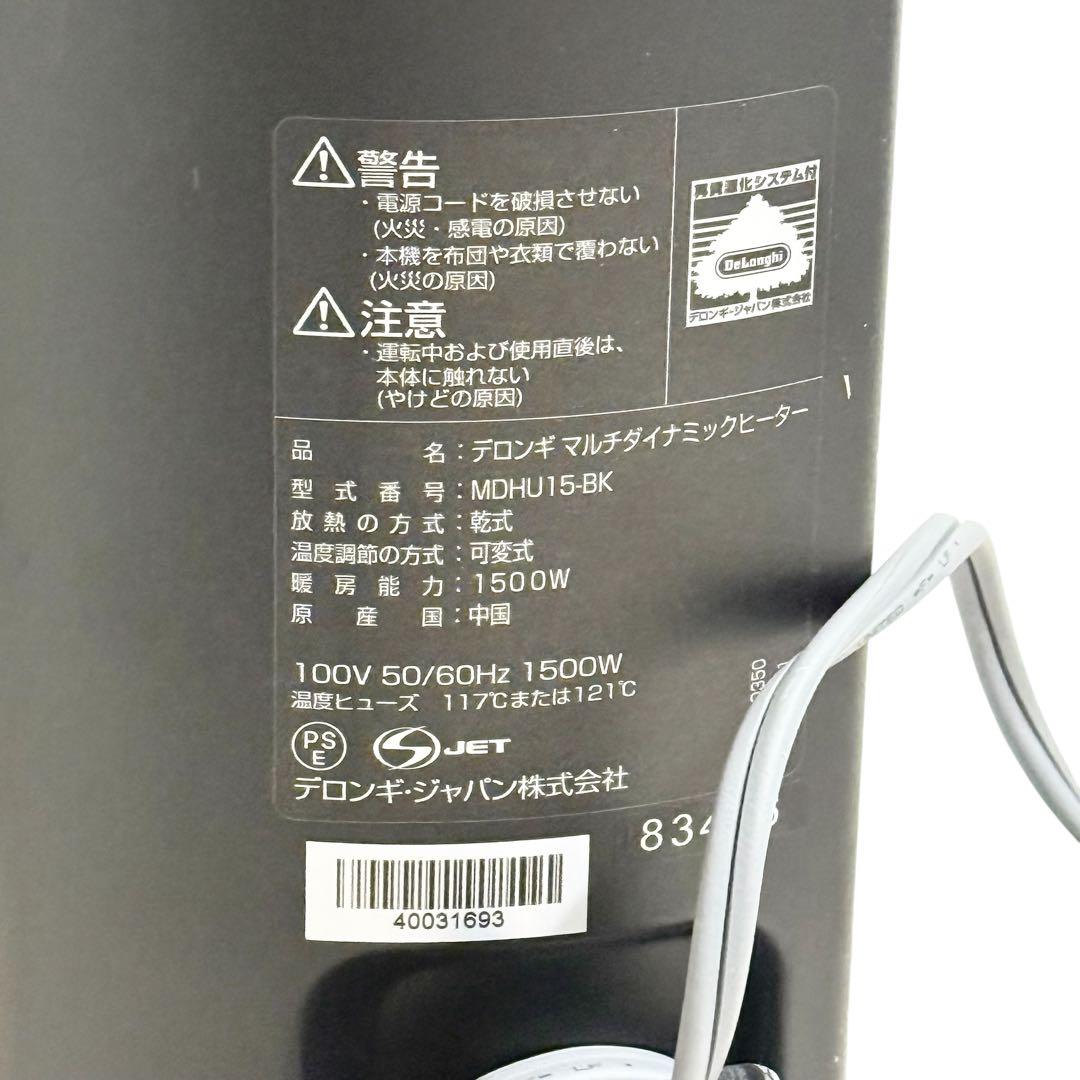 警告
・電源コードを破損させない
(火災・感電の原因)
・本機を布団や衣類で覆わない
(火災の原因)
注意
・運転中および使用直後は、
本体に触れない
(やけどの原因)
システム付
DeLonghi
デロンギ・ジャパン株式会社
品名：デロンギ マルチダイナミックヒーター
型式番号：MDHU15-BK
放熱の方式：乾式
温度調節の方式：可変式
暖房能力：1500W
原産国：中国
100V 50/60Hz 1500W
温度ヒューズ 117℃または121℃
PS
E
S JET
デロンギ・ジャパン株式会社
40031693